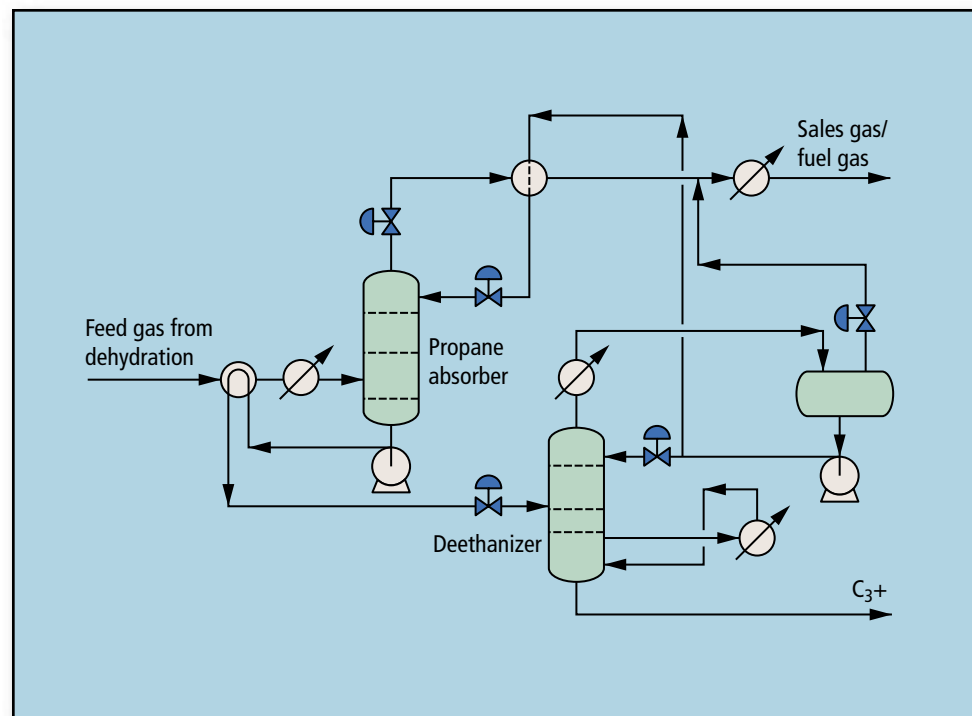 Sales gas/
fuel gas
Feed gas from
dehydration
Propane
absorber
Deethanizer
C₃+